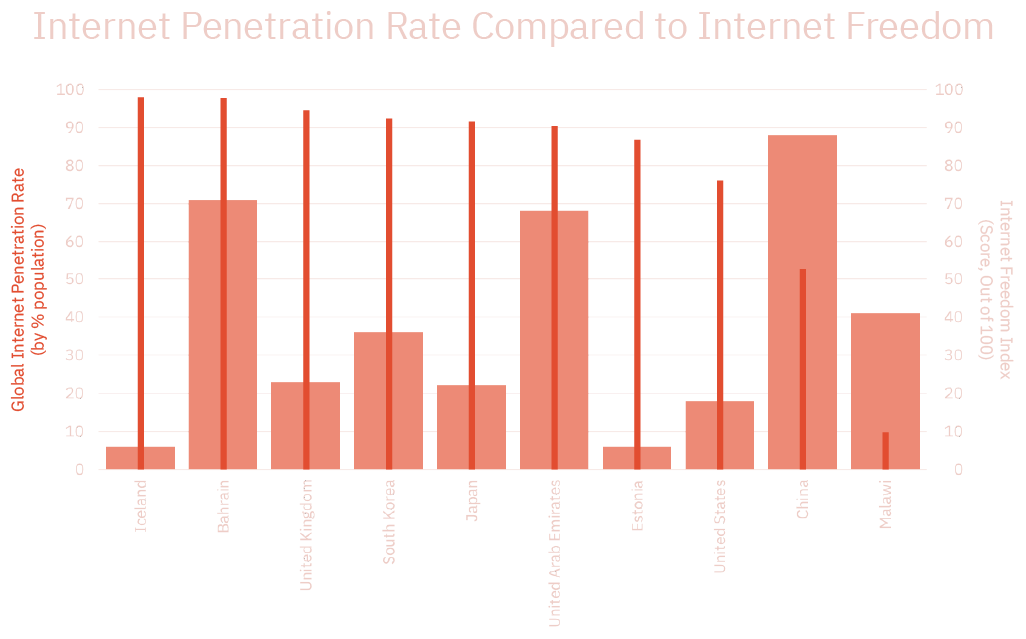 Internet Penetration Rate Compared to Internet Freedom
Global Internet Penetration Rate
(by % population)
100
90
80
70
60
50
40
30
20
10
0
100
90
80
70
60
50
40
30
20
10
0
Internet Freedom Index
(Score, Out of 100)
Iceland
Bahrain
United Kingdom
South Korea
Japan
United Arab Emirates
Estonia
United States
China
Malawi